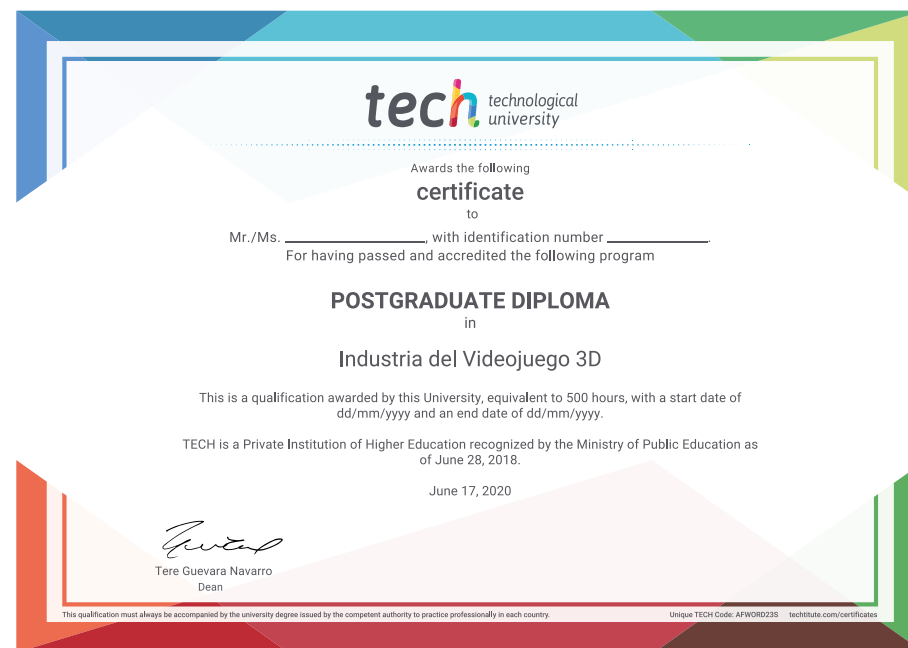 tech technological
university
Awards the following
certificate
to
Mr./Ms. ____________________, with identification number ______________.
For having passed and accredited the following program
POSTGRADUATE DIPLOMA
in
Industria del Videojuego 3D
This is a qualification awarded by this University, equivalent to 500 hours, with a start date of
dd/mm/yyyy and an end date of dd/mm/yyyy.
TECH is a Private Institution of Higher Education recognized by the Ministry of Public Education as
of June 28, 2018.
June 17, 2020
Tere Guevara Navarro
Dean
This qualification must always be accompanied by the university degree issued by the competent authority to practice professionally in each country. Unique TECH Code: AFWORD23S techtitute.com/certificates